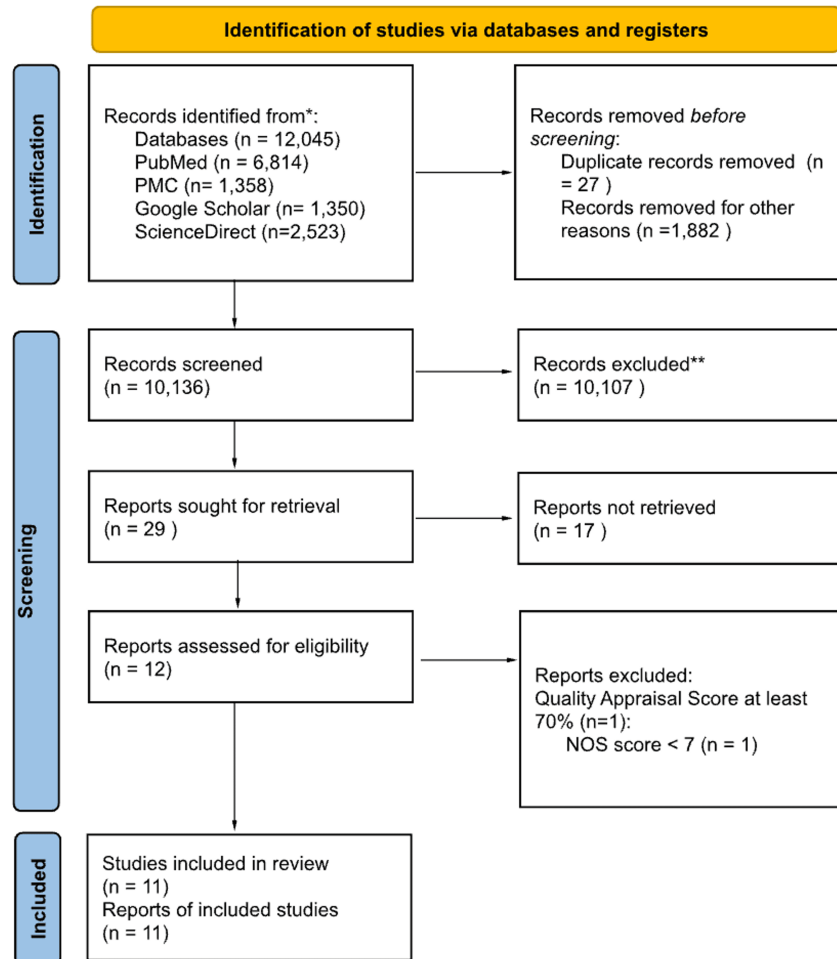 Identification of studies via databases and registers
Identification
Records identified from*:
Databases (n = 12,045)
PubMed (n = 6,814)
PMC (n= 1,358)
Google Scholar (n= 1,350)
ScienceDirect (n=2,523)
Records removed before
screening:
Duplicate records removed (n
= 27 )
Records removed for other
reasons (n =1,882 )
Screening
Records screened
(n = 10,136)
Records excluded**
(n = 10,107 )
Reports sought for retrieval
(n = 29 )
Reports not retrieved
(n = 17 )
Reports assessed for eligibility
(n = 12)
Reports excluded:
Quality Appraisal Score at least
70% (n=1):
NOS score < 7 (n = 1)
Included
Studies included in review
(n = 11)
Reports of included studies
(n = 11)